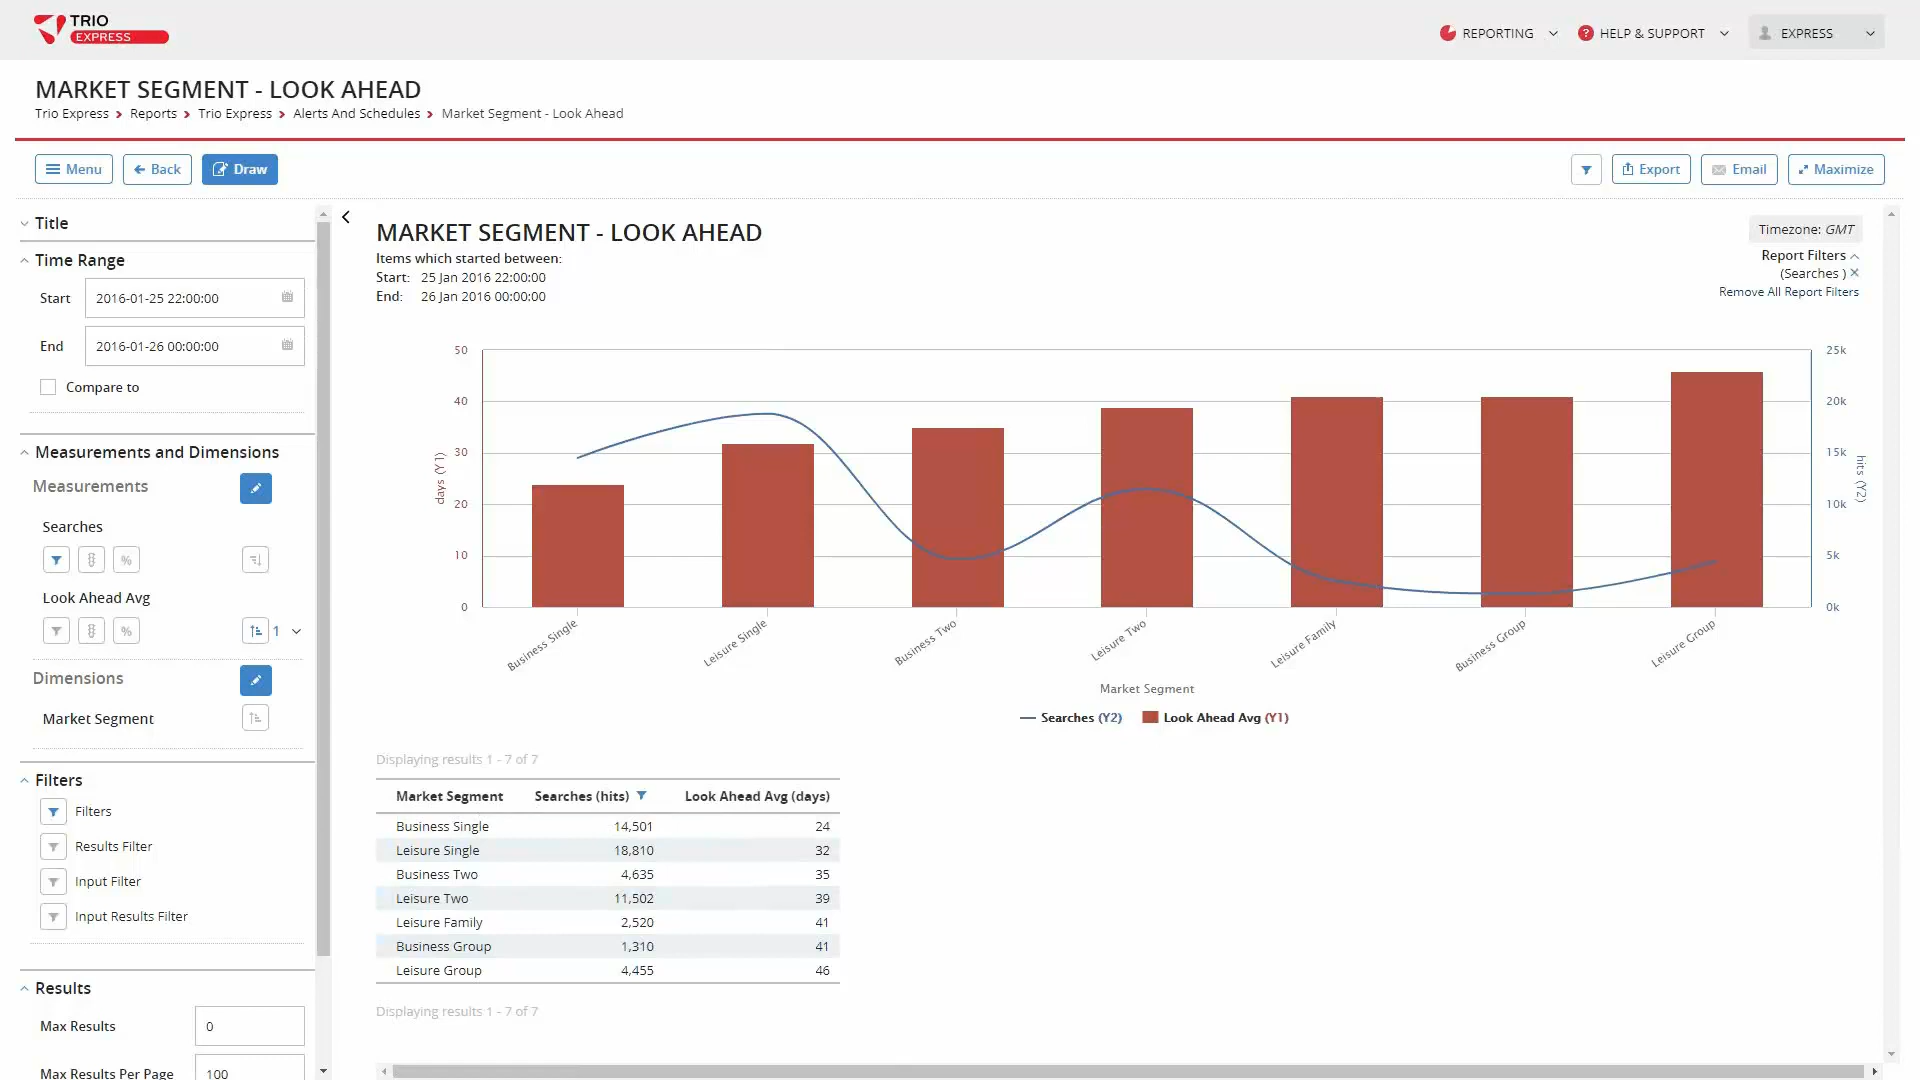 TRIO
EXPRESS
REPORTING
HELP & SUPPORT
EXPRESS
MARKET SEGMENT - LOOK AHEAD
Trio Express > Reports > Trio Express > Alerts And Schedules > Market Segment - Look Ahead
Menu
Back
Draw
Export
Email
Maximize
Title
Time Range
Start 2016-01-25 22:00:00
End 2016-01-26 00:00:00
Compare to
Measurements and Dimensions
Measurements
Searches
%
Look Ahead Avg
%
1
Dimensions
Market Segment
Filters
Filters
Results Filter
Input Filter
Input Results Filter
Results
Max Results 0
Max Results Per Page 100
MARKET SEGMENT - LOOK AHEAD
Items which started between:
Start: 25 Jan 2016 22:00:00
End: 26 Jan 2016 00:00:00
Timezone: GMT
Report Filters
(Searches )
Remove All Report Filters
50
40
30
20
10
0
days (Y1)
25k
20k
15k
10k
5k
0k
hits (Y2)
Business Single
Leisure Single
Business Two
Leisure Two
Leisure Family
Business Group
Leisure Group
Market Segment
Searches (Y2)
Look Ahead Avg (Y1)
Displaying results 1 - 7 of 7
Market Segment Searches (hits) Look Ahead Avg (days)
Business Single 14,501 24
Leisure Single 18,810 32
Business Two 4,635 35
Leisure Two 11,502 39
Leisure Family 2,520 41
Business Group 1,310 41
Leisure Group 4,455 46
Displaying results 1 - 7 of 7